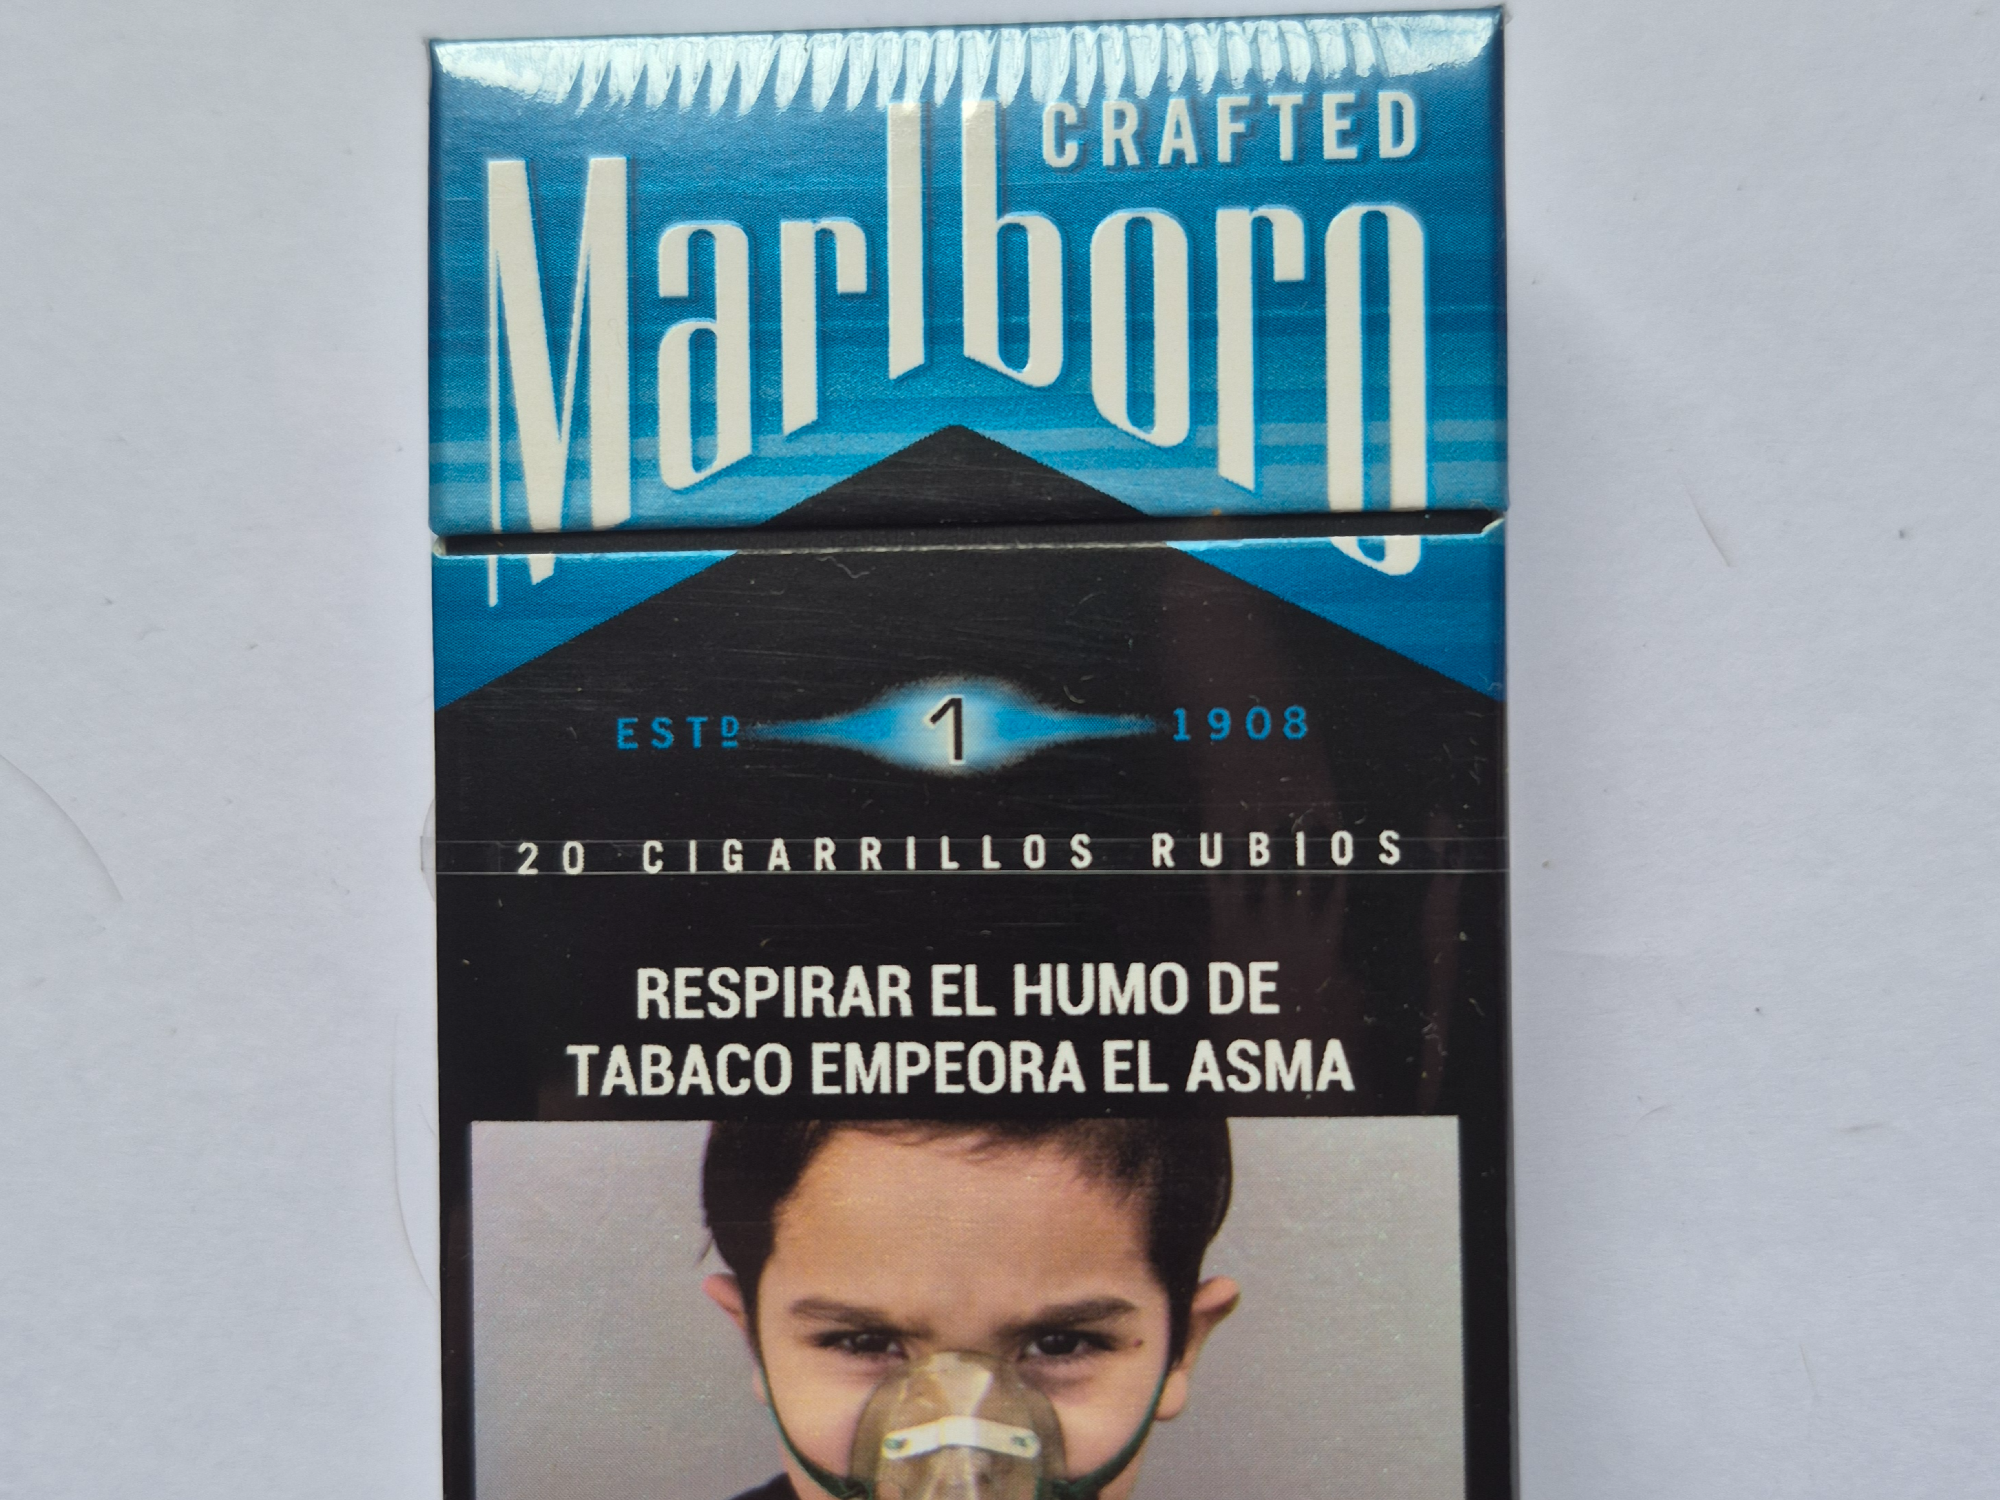 CRAFTED
Marlboro
ESTD 1 1908
20 CIGARRILLOS RUBIOS
RESPIRAR EL HUMO DE
TABACO EMPEORA EL ASMA